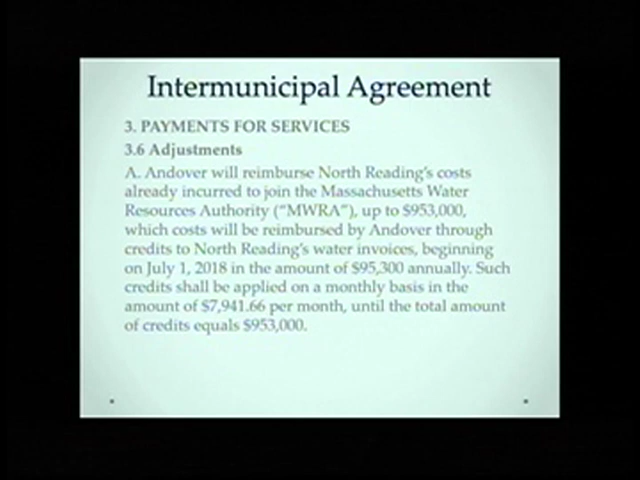 Intermunicipal Agreement
3. PAYMENTS FOR SERVICES
3.6 Adjustments
A. Andover will reimburse North Reading's costs
already incurred to join the Massachusetts Water
Resources Authority ("MWRA"), up to $953,000,
which costs will be reimbursed by Andover through
credits to North Reading's water invoices, beginning
on July 1, 2018 in the amount of $95,300 annually. Such
credits shall be applied on a monthly basis in the
amount of $7,941.66 per month, until the total amount
of credits equals $953,000.